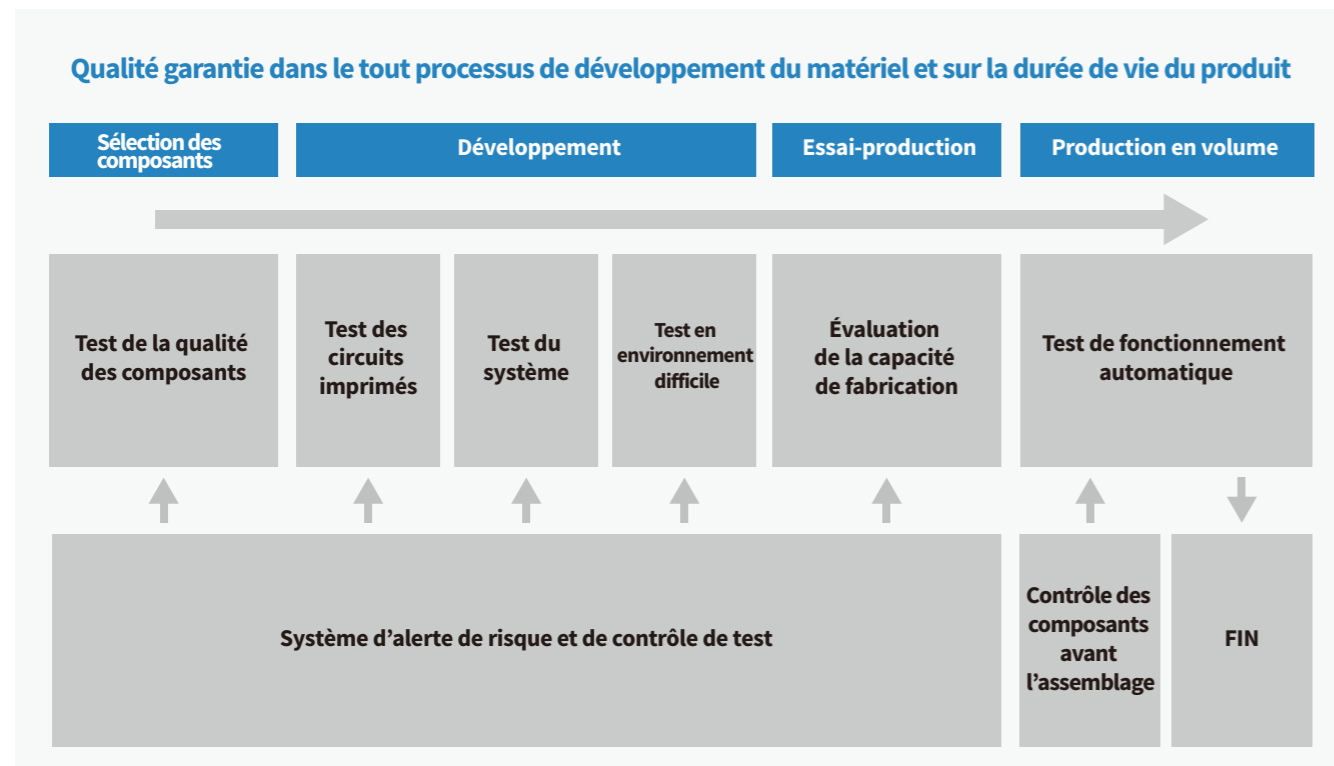 Qualité garantie dans le tout processus de développement du matériel et sur la durée de vie du produit
Sélection des
composants
Développement
Essai-production
Production en volume
Test de la qualité
des composants
Test des
circuits
imprimés
Test du
système
Test en
environnement
difficile
Évaluation
de la capacité
de fabrication
Test de fonctionnement
automatique
Système d’alerte de risque et de contrôle de test
Contrôle des
composants
avant
l’assemblage
FIN